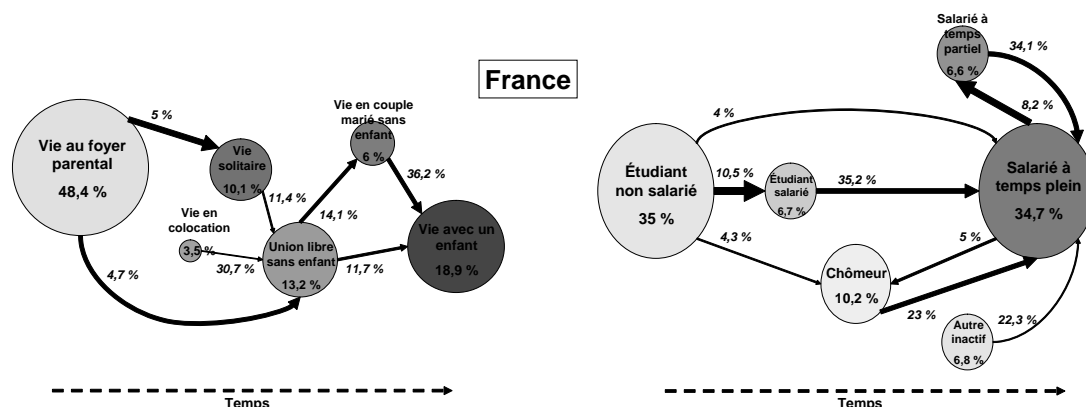 France
Vie au foyer
parental
48,4 %
5 %
Vie
solitaire
10,1 %
11,4 %
Vie en
colocation
3,5 %
30,7 %
4,7 %
Union libre
sans enfant
13,2 %
14,1 %
11,7 %
Vie en couple
marié sans
enfant
6 %
36,2 %
Vie avec un
enfant
18,9 %
Temps
Étudiant
non salarié
35 %
4 %
10,5 %
Étudiant
salarié
6,7 %
35,2 %
4,3 %
Chômeur
10,2 %
5 %
23 %
Salarié à
temps
partiel
6,6 %
34,1 %
8,2 %
Salarié à
temps plein
34,7 %
Autre
inactif
6,8 %
22,3 %
Temps